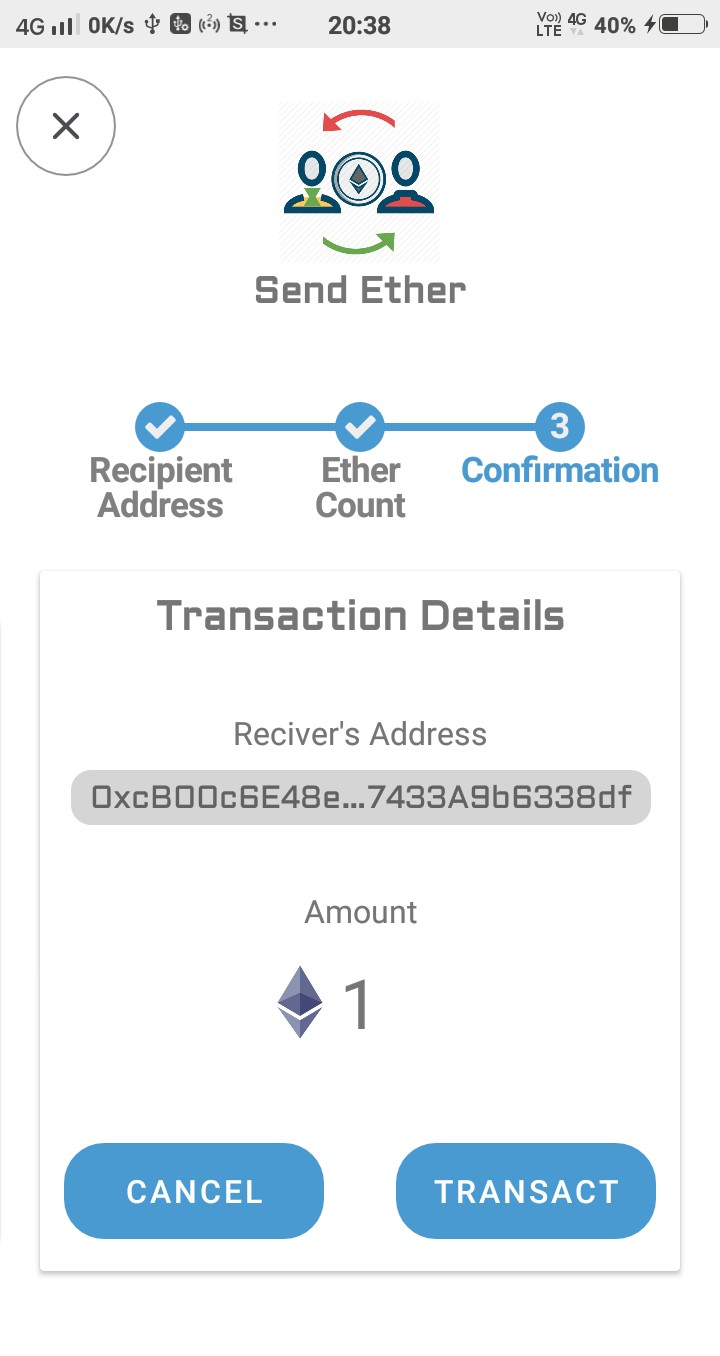 4G 0K/s 2 S ... 20:38 Vo)) LTE 4G 40%
Send Ether
3
Recipient Address
Ether Count
Confirmation
Transaction Details
Reciver's Address
0xcB00c6E48e...7433A9b6338df
Amount
1
CANCEL TRANSACT